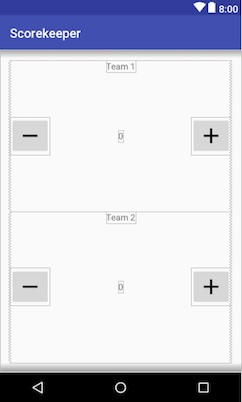 8:00
Scorekeeper
Team 1
− 0 +
Team 2
− 0 +